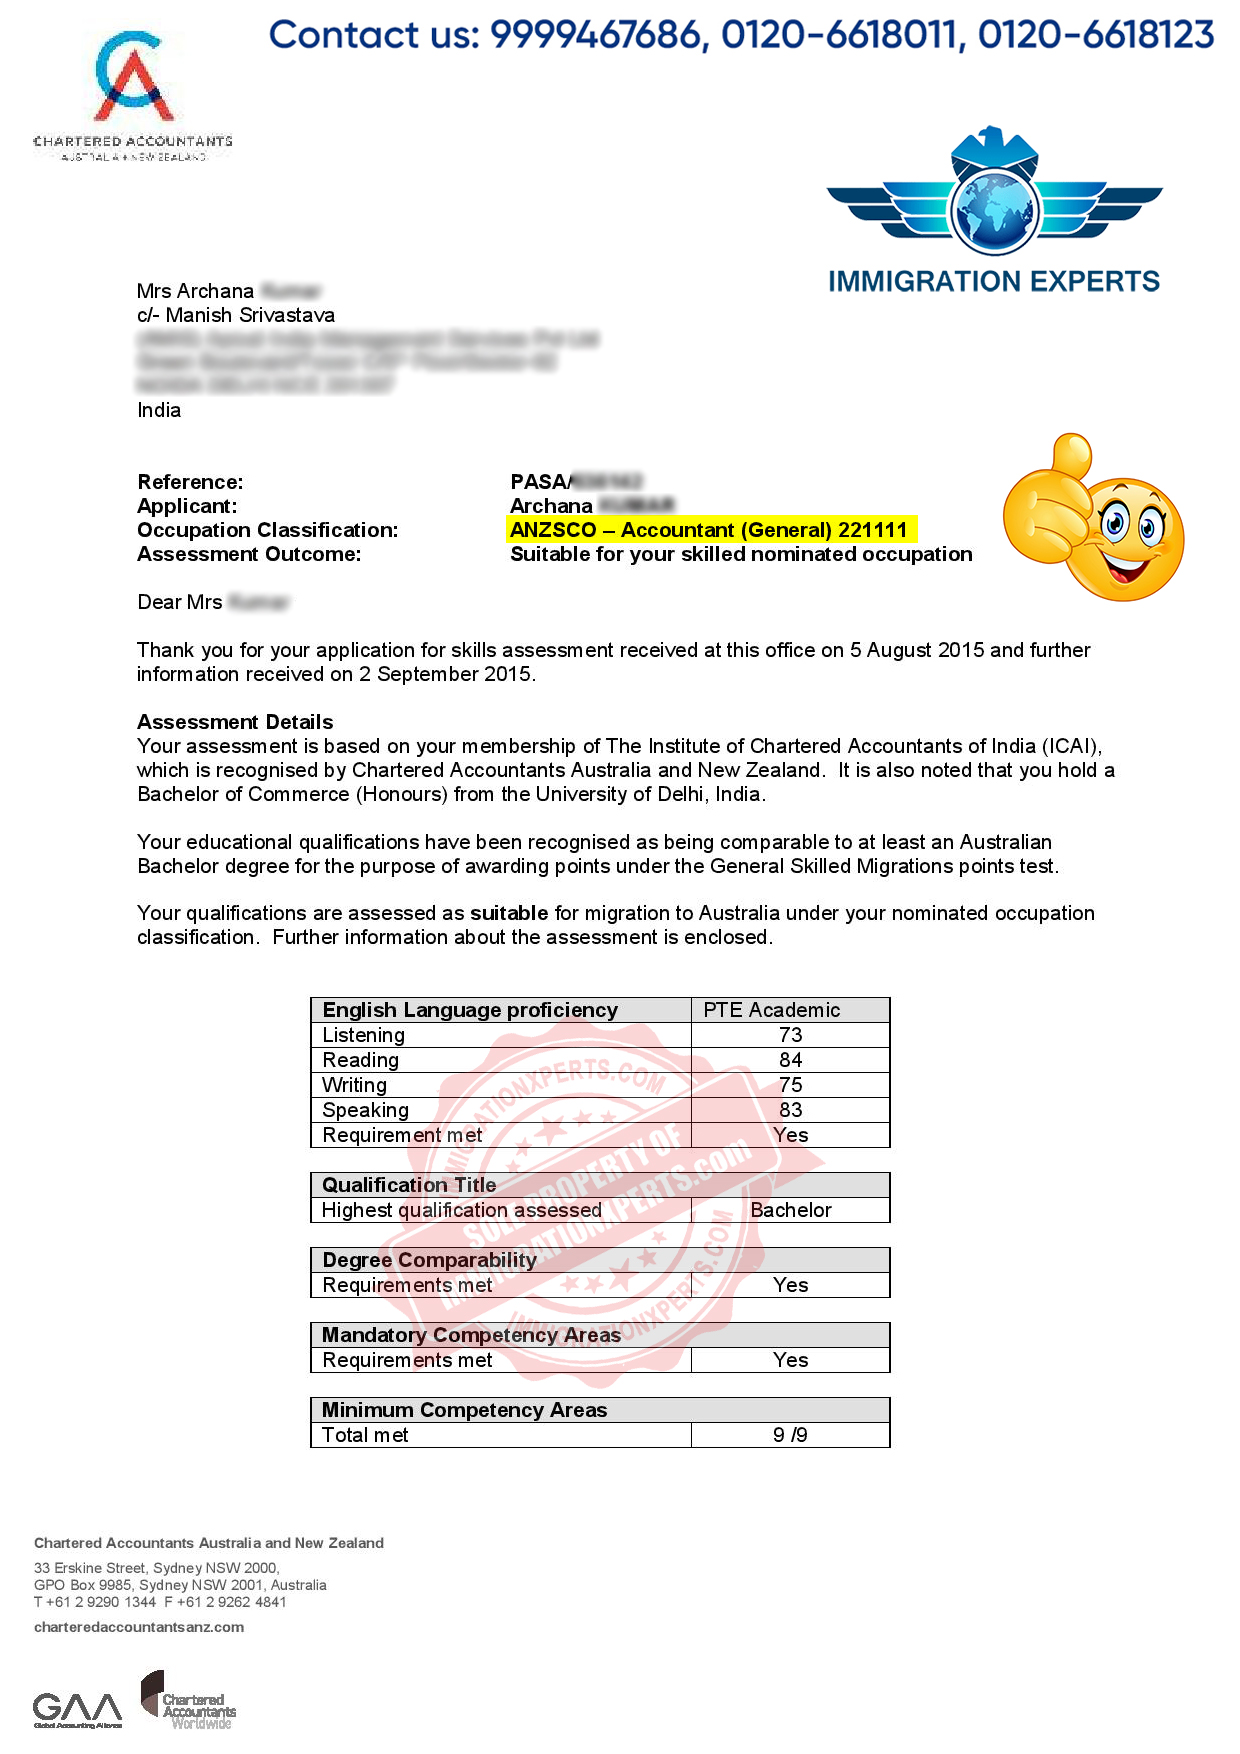 Contact us: 9999467686, 0120-6618011, 0120-6618123
CA
CHARTERED ACCOUNTANTS
AUSTRALIA + NEW ZEALAND
IMMIGRATION EXPERTS
Mrs Archana
c/- Manish Srivastava
India
Reference: PASA/
Applicant: Archana
Occupation Classification: ANZSCO – Accountant (General) 221111
Assessment Outcome: Suitable for your skilled nominated occupation
Dear Mrs
Thank you for your application for skills assessment received at this office on 5 August 2015 and further
information received on 2 September 2015.
Assessment Details
Your assessment is based on your membership of The Institute of Chartered Accountants of India (ICAI),
which is recognised by Chartered Accountants Australia and New Zealand. It is also noted that you hold a
Bachelor of Commerce (Honours) from the University of Delhi, India.
Your educational qualifications have been recognised as being comparable to at least an Australian
Bachelor degree for the purpose of awarding points under the General Skilled Migrations points test.
Your qualifications are assessed as suitable for migration to Australia under your nominated occupation
classification. Further information about the assessment is enclosed.
English Language proficiency PTE Academic
Listening 73
Reading 84
Writing 75
Speaking 83
Requirement met Yes
Qualification Title
Highest qualification assessed Bachelor
Degree Comparability
Requirements met Yes
Mandatory Competency Areas
Requirements met Yes
Minimum Competency Areas
Total met 9 /9
IMMIGRATIONXPERTS.COM
SOLE PROPERTY OF
IMMIGRATIONXPERTS.com
IMMIGRATIONXPERTS.COM
Chartered Accountants Australia and New Zealand
33 Erskine Street, Sydney NSW 2000,
GPO Box 9985, Sydney NSW 2001, Australia
T +61 2 9290 1344 F +61 2 9262 4841
charteredaccountantsanz.com
GAA
Global Accounting Alliance
Chartered
Accountants
Worldwide